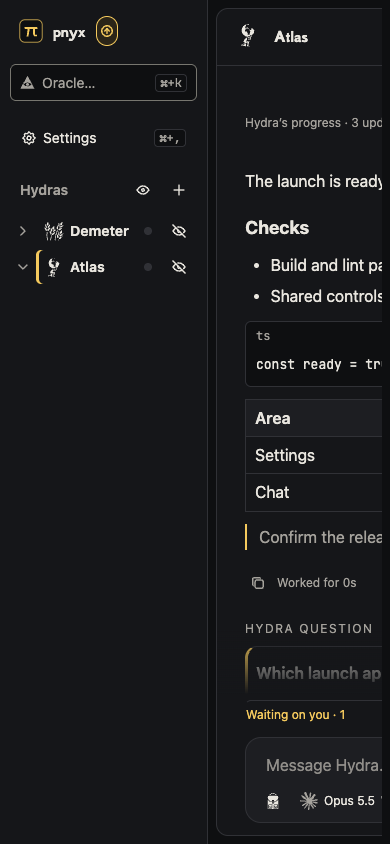 π pnyx
Oracle... ⌘+k
Settings ⌘+,
Hydras
Demeter
Atlas
Atlas
Hydra's progress · 3 upd
The launch is ready
Checks
• Build and lint pa
• Shared controls
ts
const ready = tr
Area
Settings
Chat
Confirm the relea
Worked for 0s
HYDRA QUESTION
Which launch ap
Waiting on you · 1
Message Hydra.
Opus 5.5